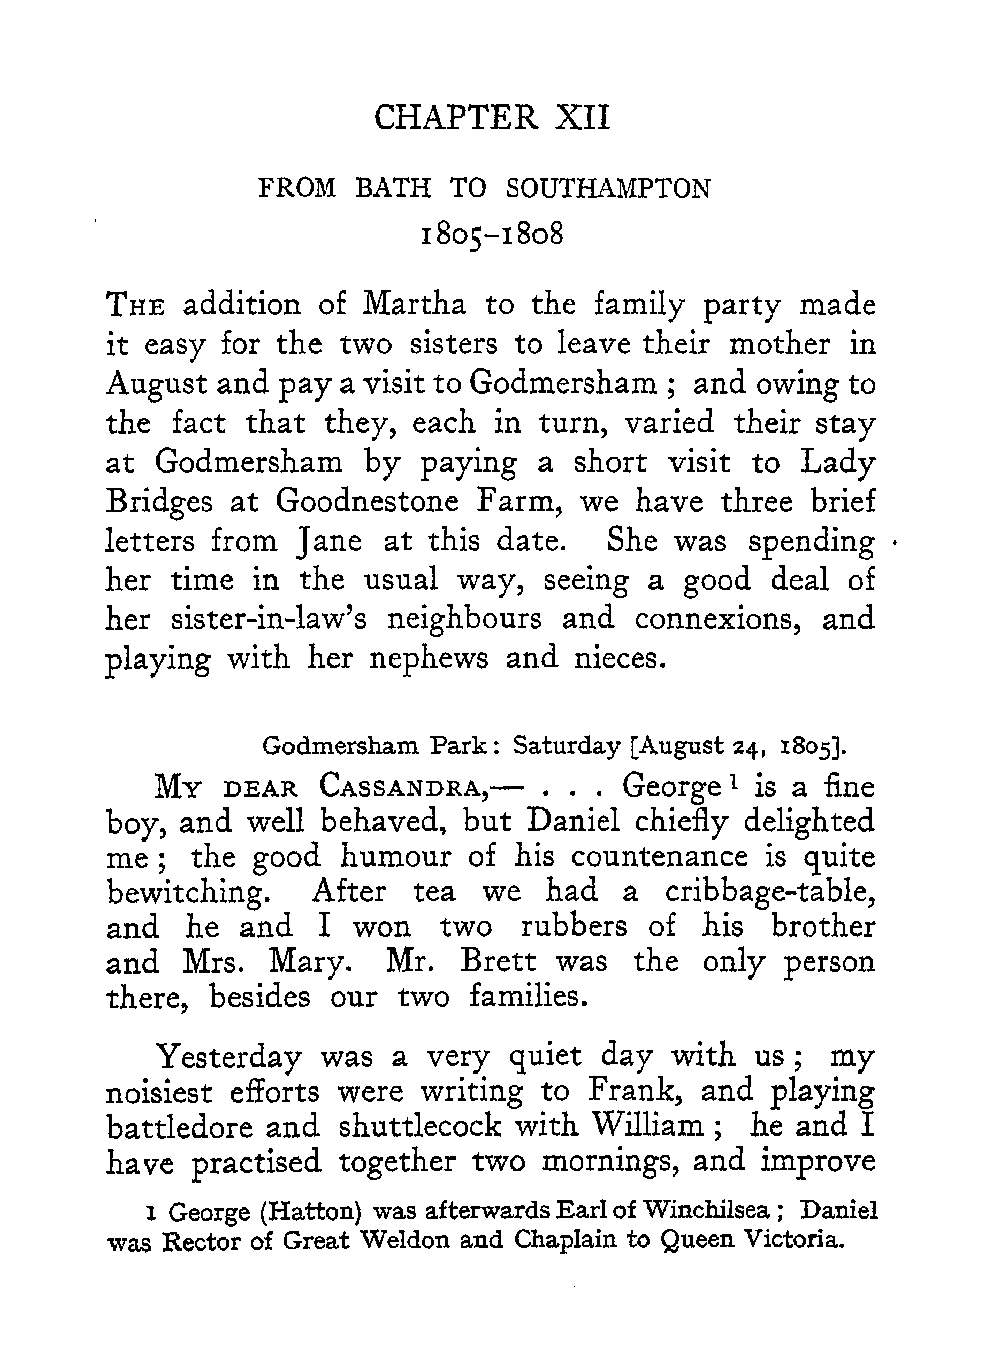 CHAPTER XII
FROM BATH TO SOUTHAMPTON
1805–1808
THE addition of Martha to the family party made
it easy for the two sisters to leave their mother in
August and pay a visit to Godmersham ; and owing to
the fact that they, each in turn, varied their stay
at Godmersham by paying a short visit to Lady
Bridges at Goodnestone Farm, we have three brief
letters from Jane at this date. She was spending
her time in the usual way, seeing a good deal of
her sister-in-law's neighbours and connexions, and
playing with her nephews and nieces.
Godmersham Park : Saturday [August 24, 1805].
MY DEAR CASSANDRA,— . . . George ¹ is a fine
boy, and well behaved, but Daniel chiefly delighted
me ; the good humour of his countenance is quite
bewitching. After tea we had a cribbage-table,
and he and I won two rubbers of his brother
and Mrs. Mary. Mr. Brett was the only person
there, besides our two families.
Yesterday was a very quiet day with us ; my
noisiest efforts were writing to Frank, and playing
battledore and shuttlecock with William ; he and I
have practised together two mornings, and improve
1 George (Hatton) was afterwards Earl of Winchilsea ; Daniel
was Rector of Great Weldon and Chaplain to Queen Victoria.